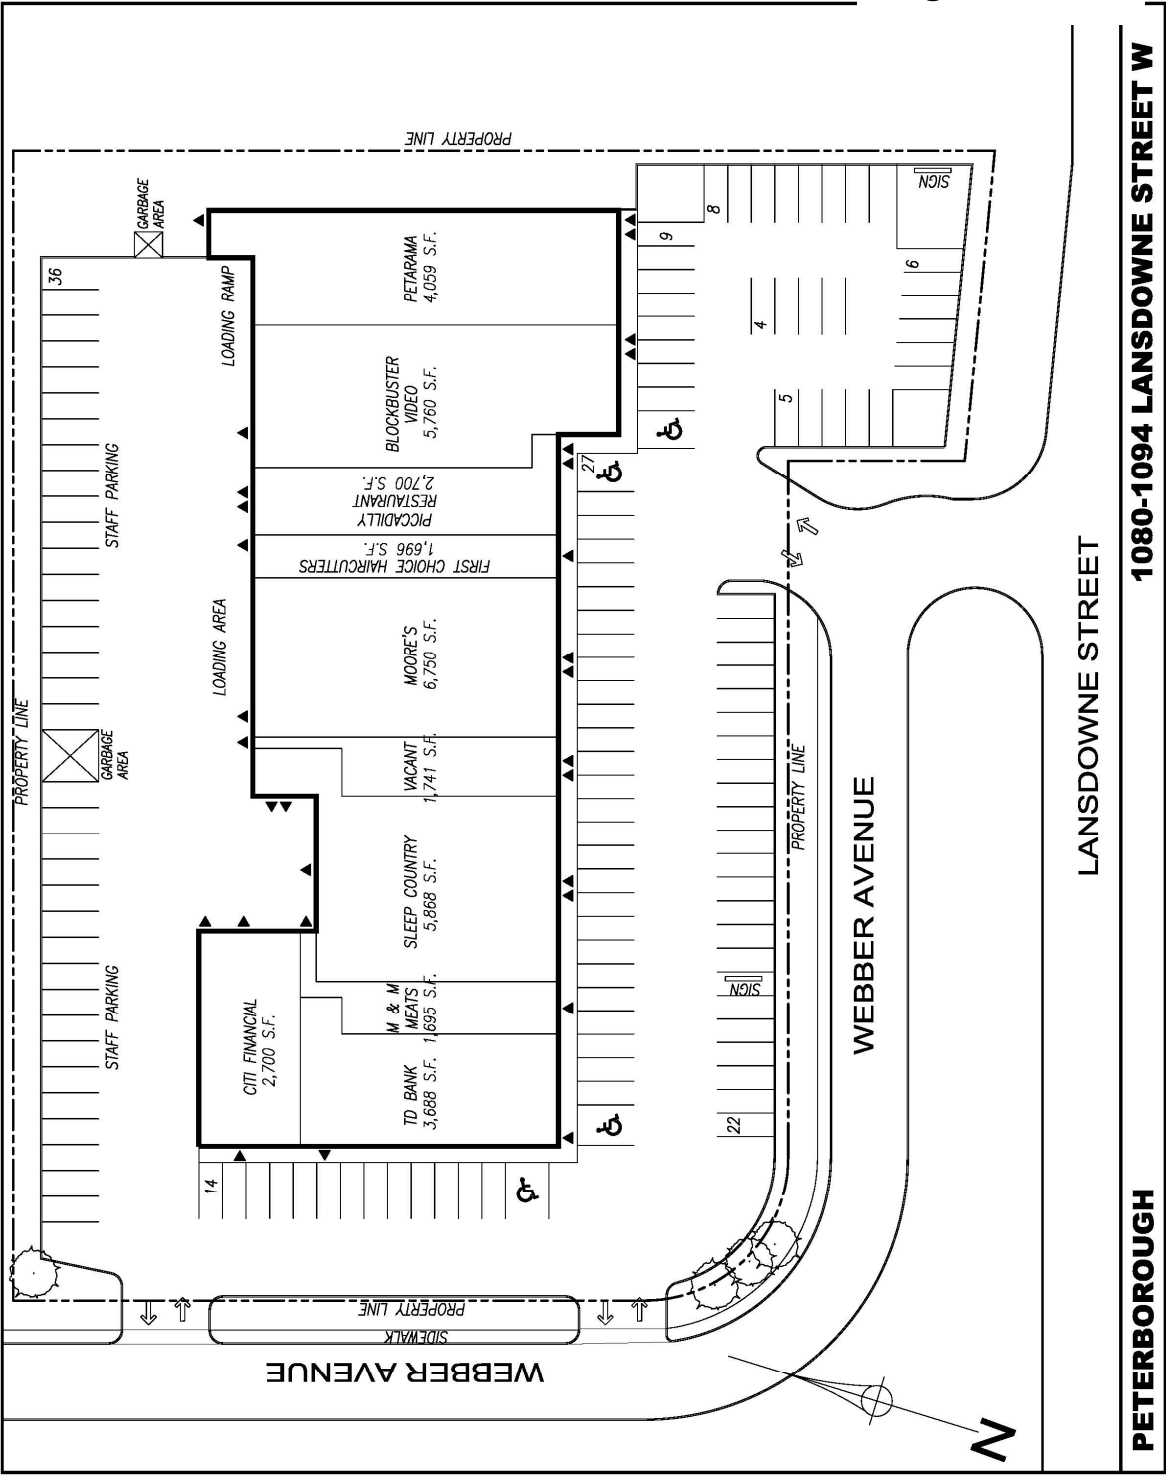 PROPERTY LINE
GARBAGE
AREA
36
LOADING RAMP
PETARAMA
4,059 S.F.
9
8
SIGN
6
4
5
STAFF PARKING
BLOCKBUSTER
VIDEO
5,760 S.F.
27
PICCADILLY
RESTAURANT
2,700 S.F.
FIRST CHOICE HAIRCUTTERS
1,696 S.F.
LOADING AREA
MOORE'S
6,750 S.F.
PROPERTY LINE
GARBAGE
AREA
VACANT
1,741 S.F.
PROPERTY LINE
SLEEP COUNTRY
5,868 S.F.
STAFF PARKING
M & M
MEATS
1,695 S.F.
CITI FINANCIAL
2,700 S.F.
TD BANK
3,688 S.F.
SIGN
22
14
PROPERTY LINE
SIDEWALK
WEBBER AVENUE
WEBBER AVENUE
LANSDOWNE STREET
N
PETERBOROUGH
1080-1094 LANSDOWNE STREET W